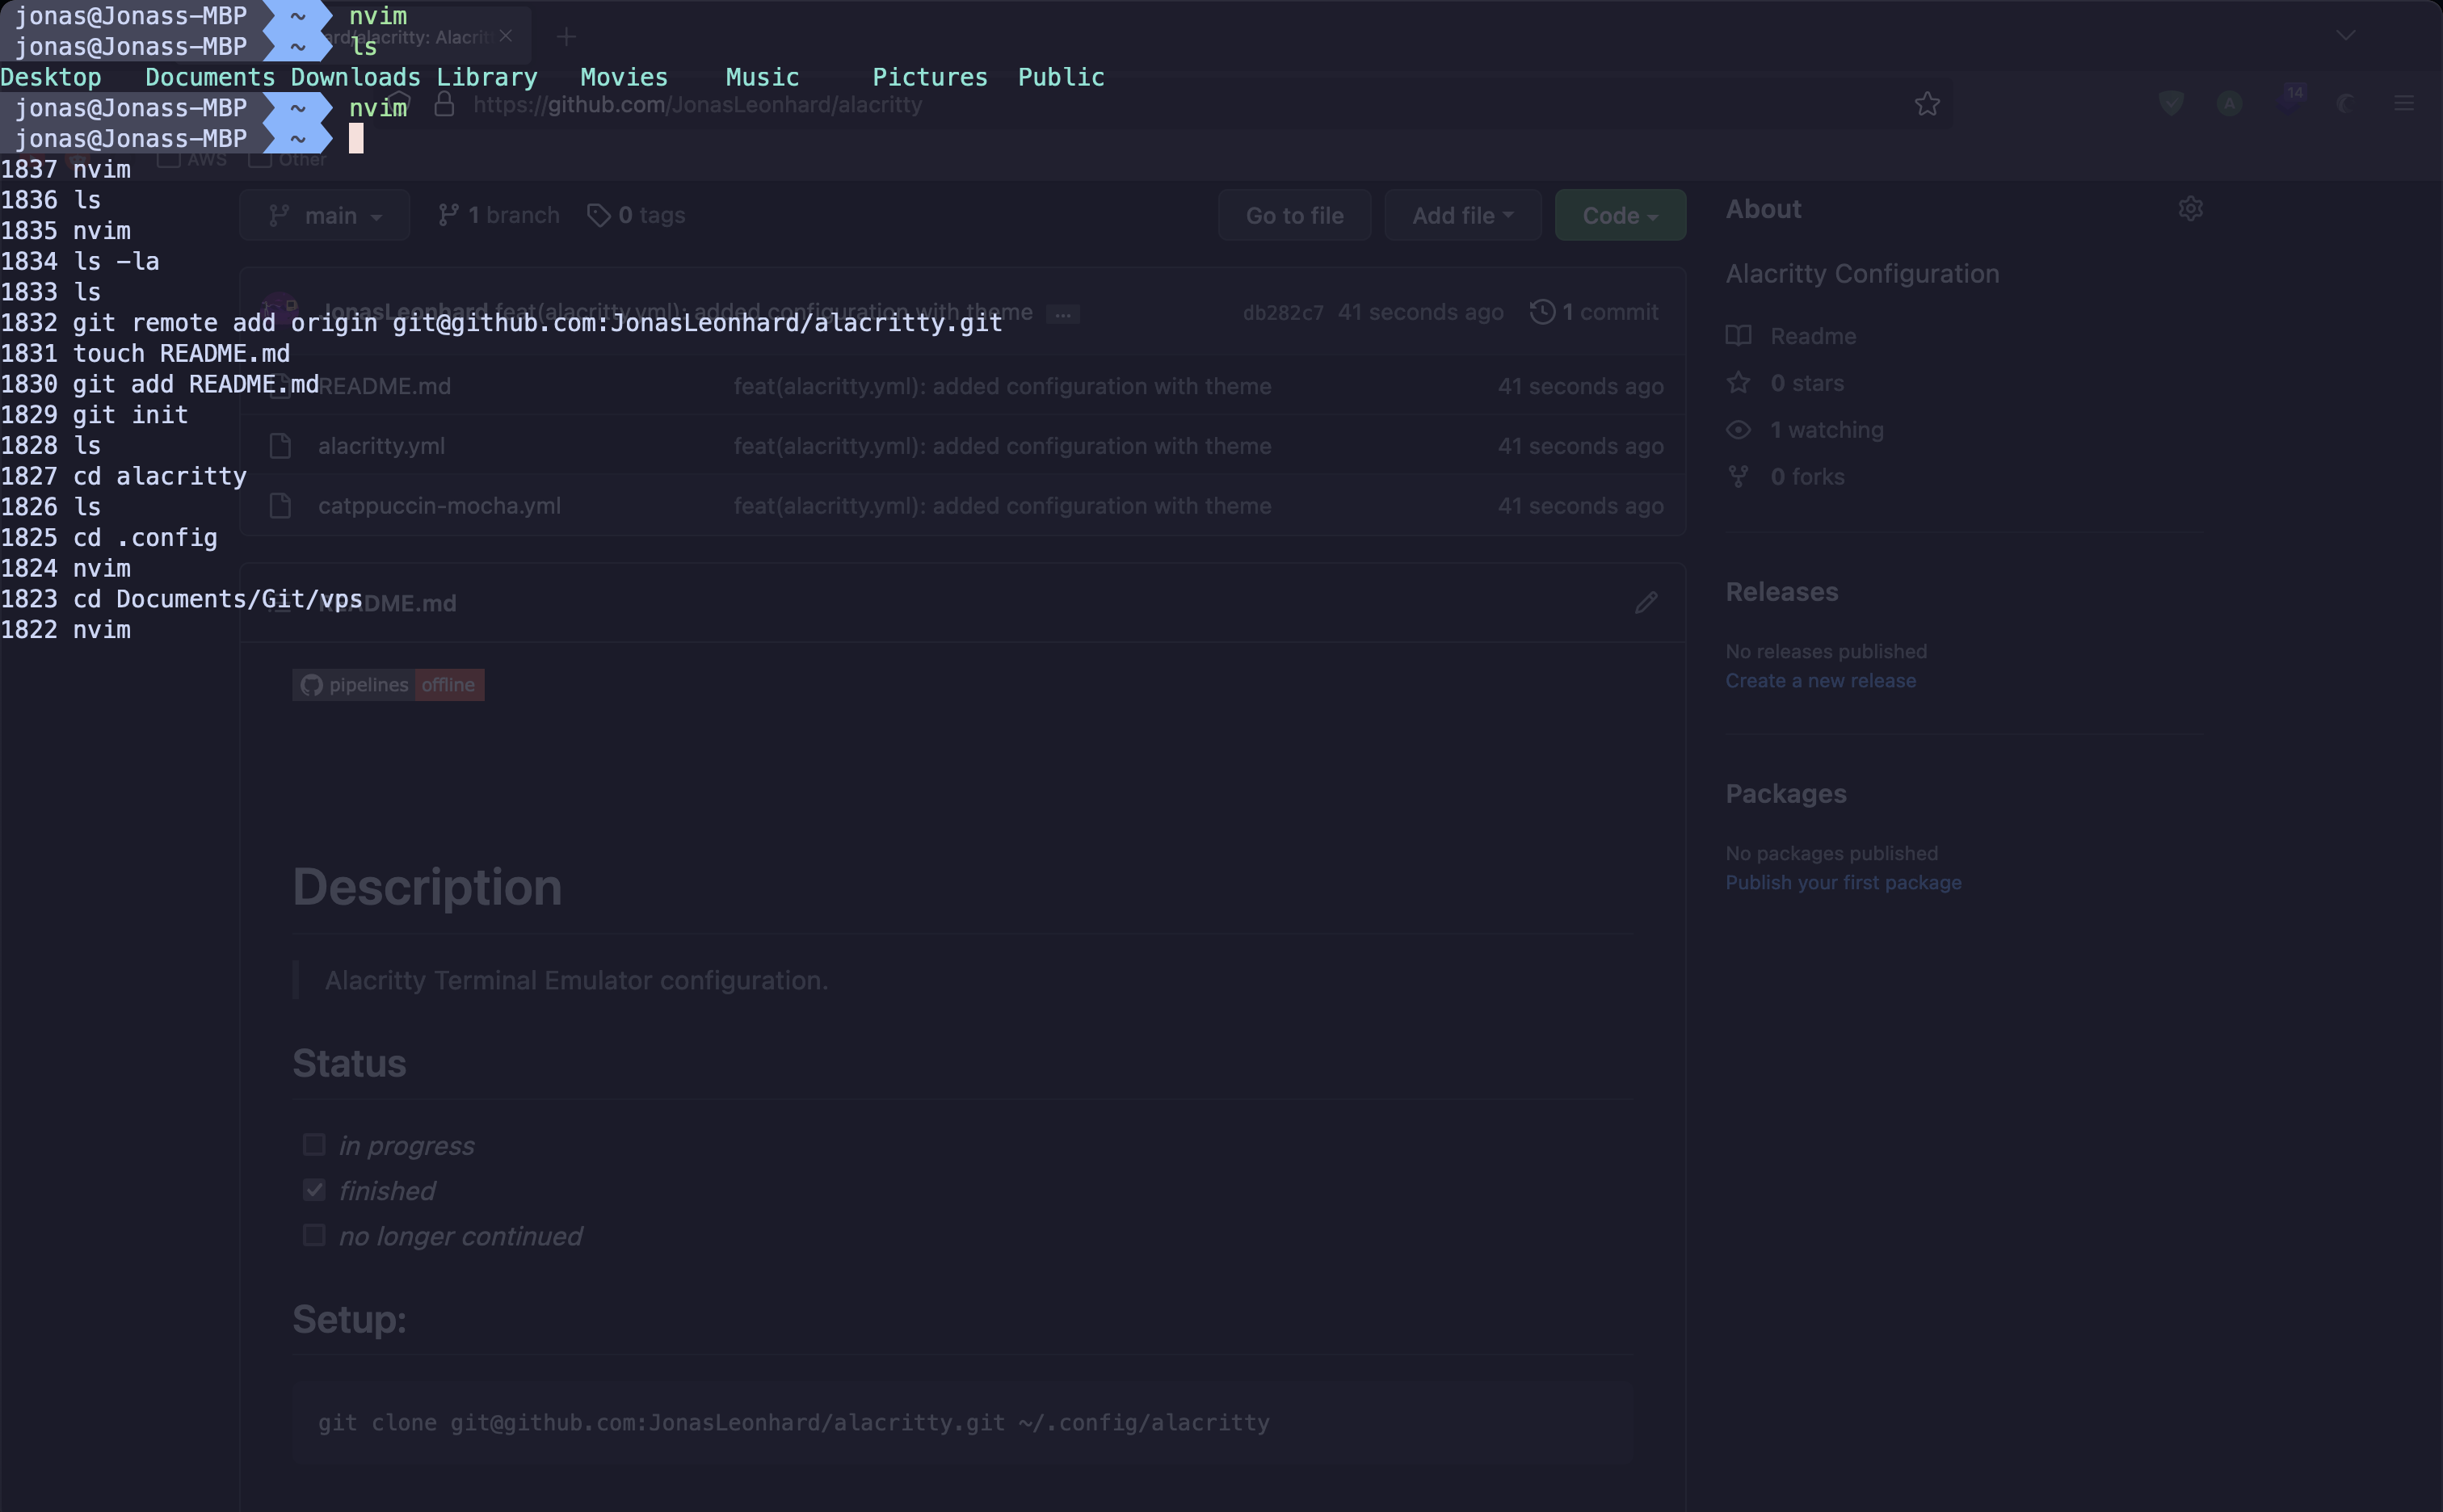 jonas@Jonass-MBP ~ nvim
jonas@Jonass-MBP ~ ls
Desktop Documents Downloads Library Movies Music Pictures Public
jonas@Jonass-MBP ~ nvim
jonas@Jonass-MBP ~
1837 nvim
1836 ls
1835 nvim
1834 ls -la
1833 ls
1832 git remote add origin git@github.com:JonasLeonhard/alacritty.git
1831 touch README.md
1830 git add README.md
1829 git init
1828 ls
1827 cd alacritty
1826 ls
1825 cd .config
1824 nvim
1823 cd Documents/Git/vps
1822 nvim
rd/alacritty: Alacrit
https://github.com/JonasLeonhard/alacritty
14
A
AWS Other
main 1 branch 0 tags Go to file Add file Code
JonasLeonhard feat(alacritty.yml): added configuration with theme ... db282c7 41 seconds ago 1 commit
README.md feat(alacritty.yml): added configuration with theme 41 seconds ago
alacritty.yml feat(alacritty.yml): added configuration with theme 41 seconds ago
catppuccin-mocha.yml feat(alacritty.yml): added configuration with theme 41 seconds ago
README.md
pipelines offline
Description
Alacritty Terminal Emulator configuration.
Status
in progress
finished
no longer continued
Setup:
git clone git@github.com:JonasLeonhard/alacritty.git ~/.config/alacritty
About
Alacritty Configuration
Readme
0 stars
1 watching
0 forks
Releases
No releases published
Create a new release
Packages
No packages published
Publish your first package